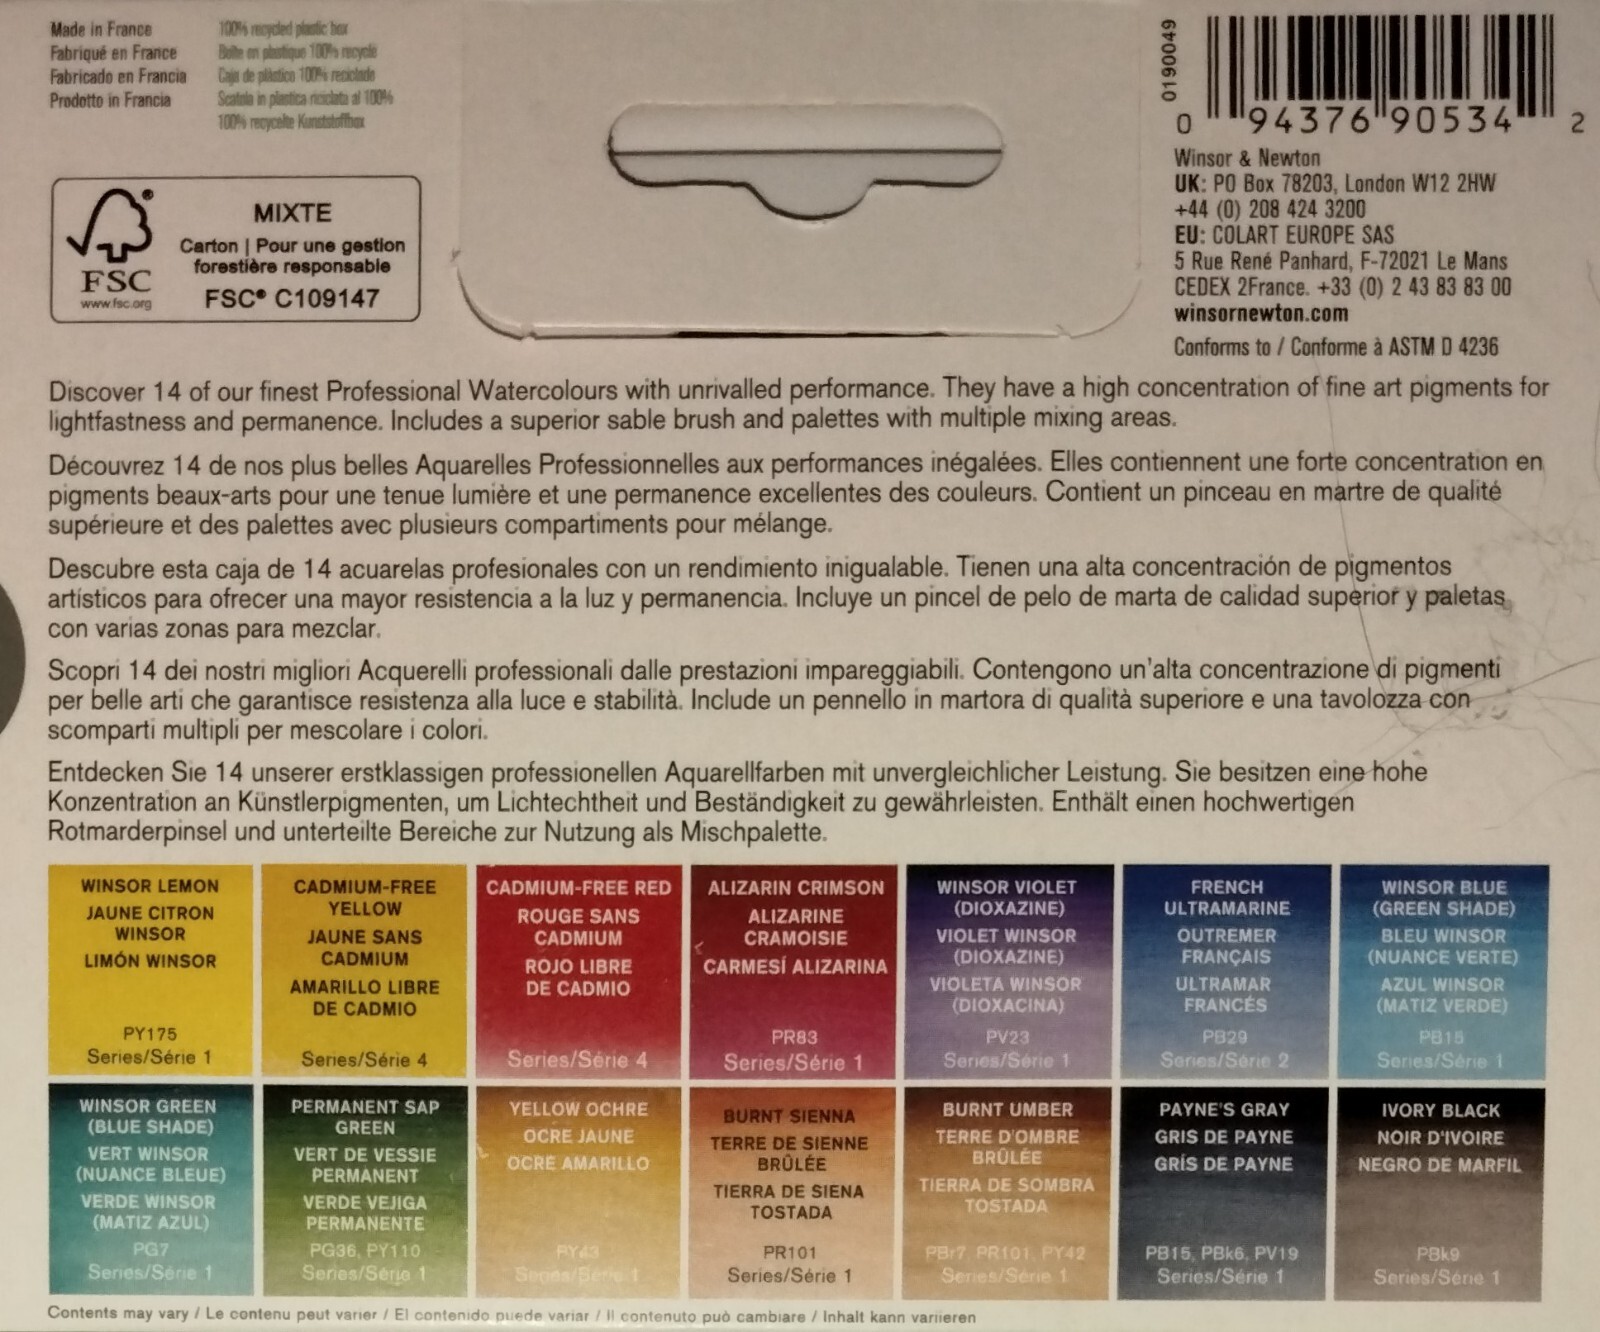 Made in France
Fabriqué en France
Fabricado en Francia
Prodotto in Francia
100% recycled plastic box
Boîte en plastique 100% recyclé
Caja de plástico 100% reciclado
Scatola in plastica riciclata al 100%
100% recycelte Kunststoffbox
FSC
www.fsc.org
MIXTE
Carton | Pour une gestion
forestière responsable
FSC® C109147
0190049
0 94376 90534 2
Winsor & Newton
UK: PO Box 78203, London W12 2HW
+44 (0) 208 424 3200
EU: COLART EUROPE SAS
5 Rue René Panhard, F-72021 Le Mans
CEDEX 2France. +33 (0) 2 43 83 83 00
winsornewton.com
Conforms to / Conforme à ASTM D 4236
Discover 14 of our finest Professional Watercolours with unrivalled performance. They have a high concentration of fine art pigments for
lightfastness and permanence. Includes a superior sable brush and palettes with multiple mixing areas.
Découvrez 14 de nos plus belles Aquarelles Professionnelles aux performances inégalées. Elles contiennent une forte concentration en
pigments beaux-arts pour une tenue lumière et une permanence excellentes des couleurs. Contient un pinceau en martre de qualité
supérieure et des palettes avec plusieurs compartiments pour mélange.
Descubre esta caja de 14 acuarelas profesionales con un rendimiento inigualable. Tienen una alta concentración de pigmentos
artísticos para ofrecer una mayor resistencia a la luz y permanencia. Incluye un pincel de pelo de marta de calidad superior y paletas
con varias zonas para mezclar.
Scopri 14 dei nostri migliori Acquerelli professionali dalle prestazioni impareggiabili. Contengono un'alta concentrazione di pigmenti
per belle arti che garantisce resistenza alla luce e stabilità. Include un pennello in martora di qualità superiore e una tavolozza con
scomparti multipli per mescolare i colori.
Entdecken Sie 14 unserer erstklassigen professionellen Aquarellfarben mit unvergleichlicher Leistung. Sie besitzen eine hohe
Konzentration an Künstlerpigmenten, um Lichtechtheit und Beständigkeit zu gewährleisten. Enthält einen hochwertigen
Rotmarderpinsel und unterteilte Bereiche zur Nutzung als Mischpalette.
WINSOR LEMON
JAUNE CITRON
WINSOR
LIMÓN WINSOR
PY175
Series/Série 1
CADMIUM-FREE
YELLOW
JAUNE SANS
CADMIUM
AMARILLO LIBRE
DE CADMIO
Series/Série 4
CADMIUM-FREE RED
ROUGE SANS
CADMIUM
ROJO LIBRE
DE CADMIO
Series/Série 4
ALIZARIN CRIMSON
ALIZARINE
CRAMOISIE
CARMESÍ ALIZARINA
PR83
Series/Série 1
WINSOR VIOLET
(DIOXAZINE)
VIOLET WINSOR
(DIOXAZINE)
VIOLETA WINSOR
(DIOXACINA)
PV23
Series/Série 1
FRENCH
ULTRAMARINE
OUTREMER
FRANÇAIS
ULTRAMAR
FRANCÉS
PB29
Series/Série 2
WINSOR BLUE
(GREEN SHADE)
BLEU WINSOR
(NUANCE VERTE)
AZUL WINSOR
(MATIZ VERDE)
PB15
Series/Série 1
WINSOR GREEN
(BLUE SHADE)
VERT WINSOR
(NUANCE BLEUE)
VERDE WINSOR
(MATIZ AZUL)
PG7
Series/Série 1
PERMANENT SAP
GREEN
VERT DE VESSIE
PERMANENT
VERDE VEJIGA
PERMANENTE
PG36, PY110
Series/Série 1
YELLOW OCHRE
OCRE JAUNE
OCRE AMARILLO
PY43
Series/Série 1
BURNT SIENNA
TERRE DE SIENNE
BRÛLÉE
TIERRA DE SIENA
TOSTADA
PR101
Series/Série 1
BURNT UMBER
TERRE D'OMBRE
BRÛLÉE
TIERRA DE SOMBRA
TOSTADA
PBr7, PR101, PY42
Series/Série 1
PAYNE'S GRAY
GRIS DE PAYNE
GRÍS DE PAYNE
PB15, PBk6, PV19
Series/Série 1
IVORY BLACK
NOIR D'IVOIRE
NEGRO DE MARFIL
PBk9
Series/Série 1
Contents may vary / Le contenu peut varier / El contenido puede variar / Il contenuto può cambiare / Inhalt kann variieren